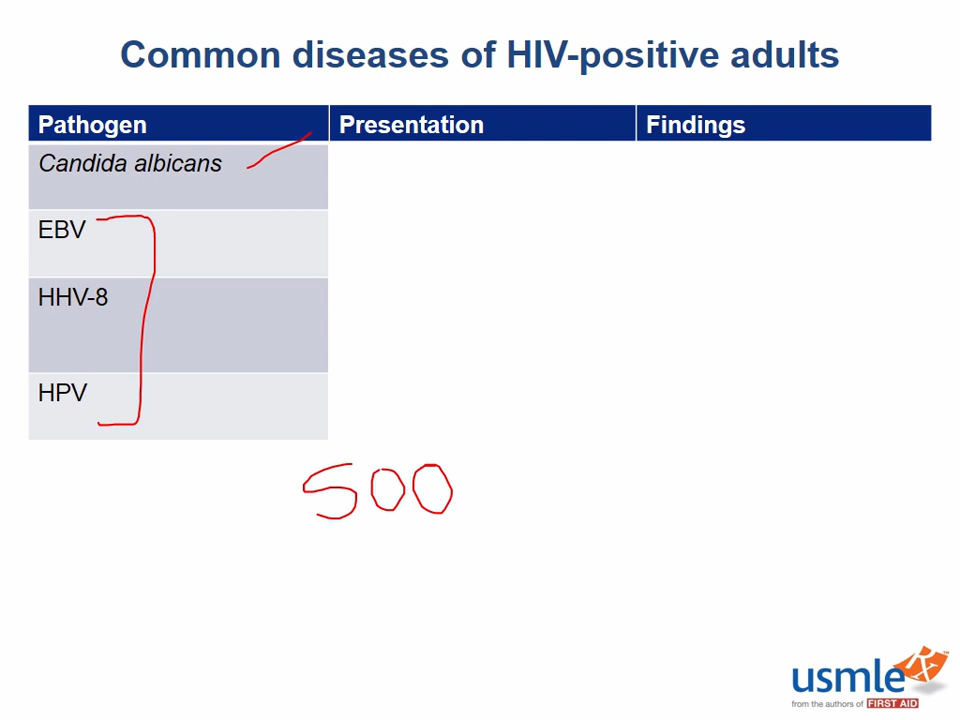 Common diseases of HIV-positive adults
Pathogen Presentation Findings
Candida albicans
EBV
HHV-8
HPV
500
usmle Rx™
from the authors of FIRST AID